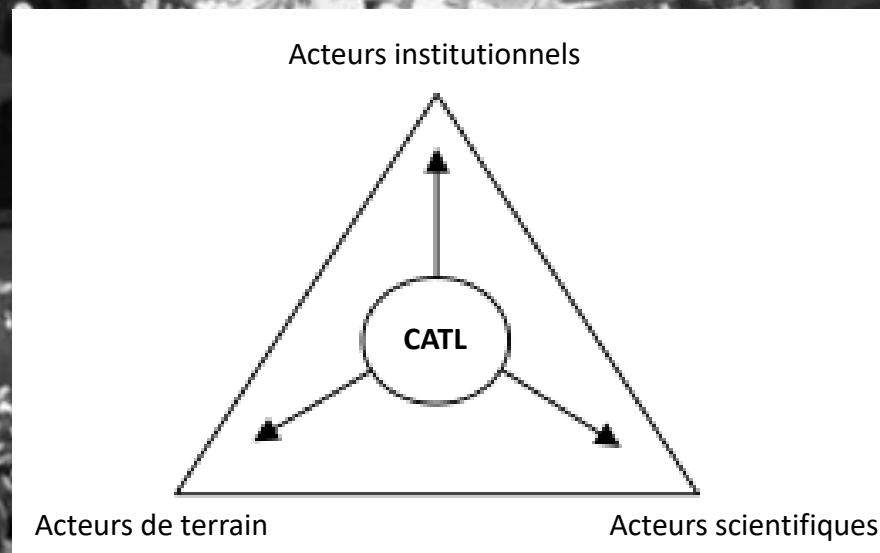 Acteurs institutionnels
CATL
Acteurs de terrain
Acteurs scientifiques